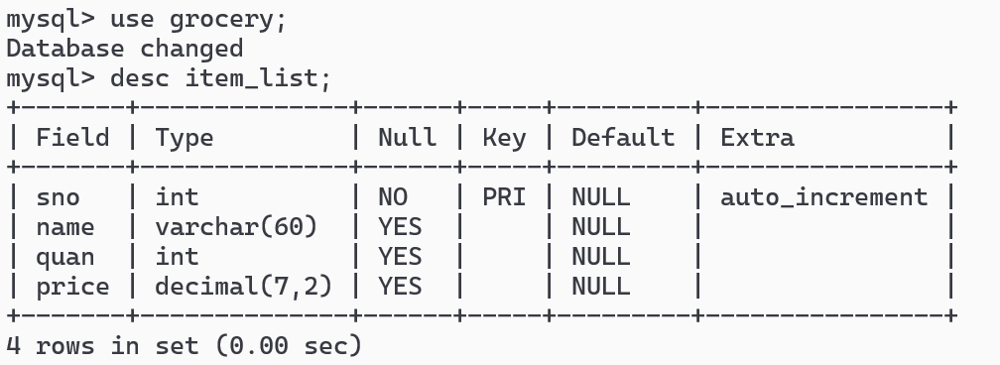 mysql> use grocery;
Database changed
mysql> desc item_list;
+-------+--------------+------+-----+---------+----------------+
| Field | Type         | Null | Key | Default | Extra          |
+-------+--------------+------+-----+---------+----------------+
| sno   | int          | NO   | PRI | NULL    | auto_increment |
| name  | varchar(60)  | YES  |     | NULL    |                |
| quan  | int          | YES  |     | NULL    |                |
| price | decimal(7,2) | YES  |     | NULL    |                |
+-------+--------------+------+-----+---------+----------------+
4 rows in set (0.00 sec)